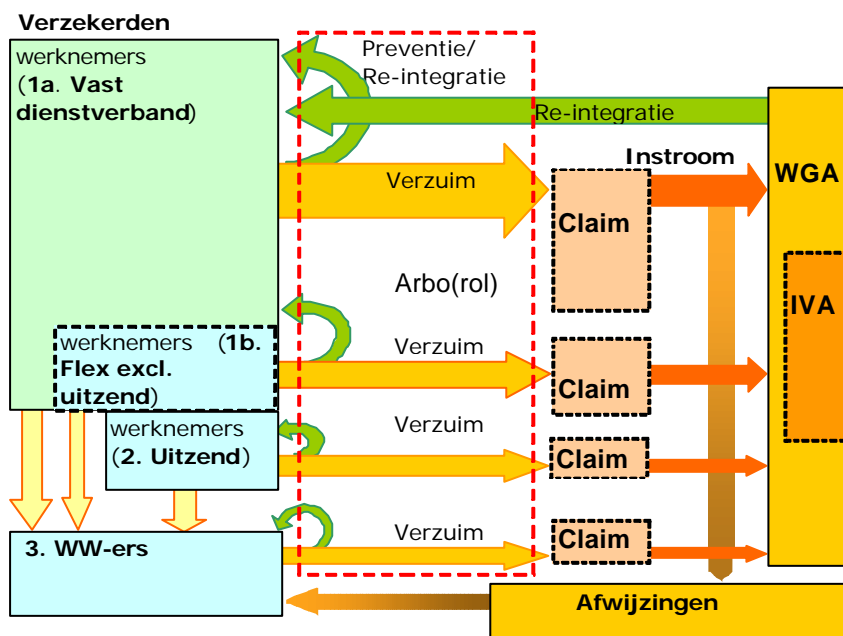 Verzekerden
werknemers
(1a. Vast
dienstverband)
Preventie/
Re-integratie
Re-integratie
Instroom
WGA
Verzuim
Claim
Arbo(rol)
IVA
werknemers (1b.
Flex excl.
uitzend)
Verzuim
Claim
werknemers
(2. Uitzend)
Verzuim
Claim
3. WW-ers
Verzuim
Claim
Afwijzingen